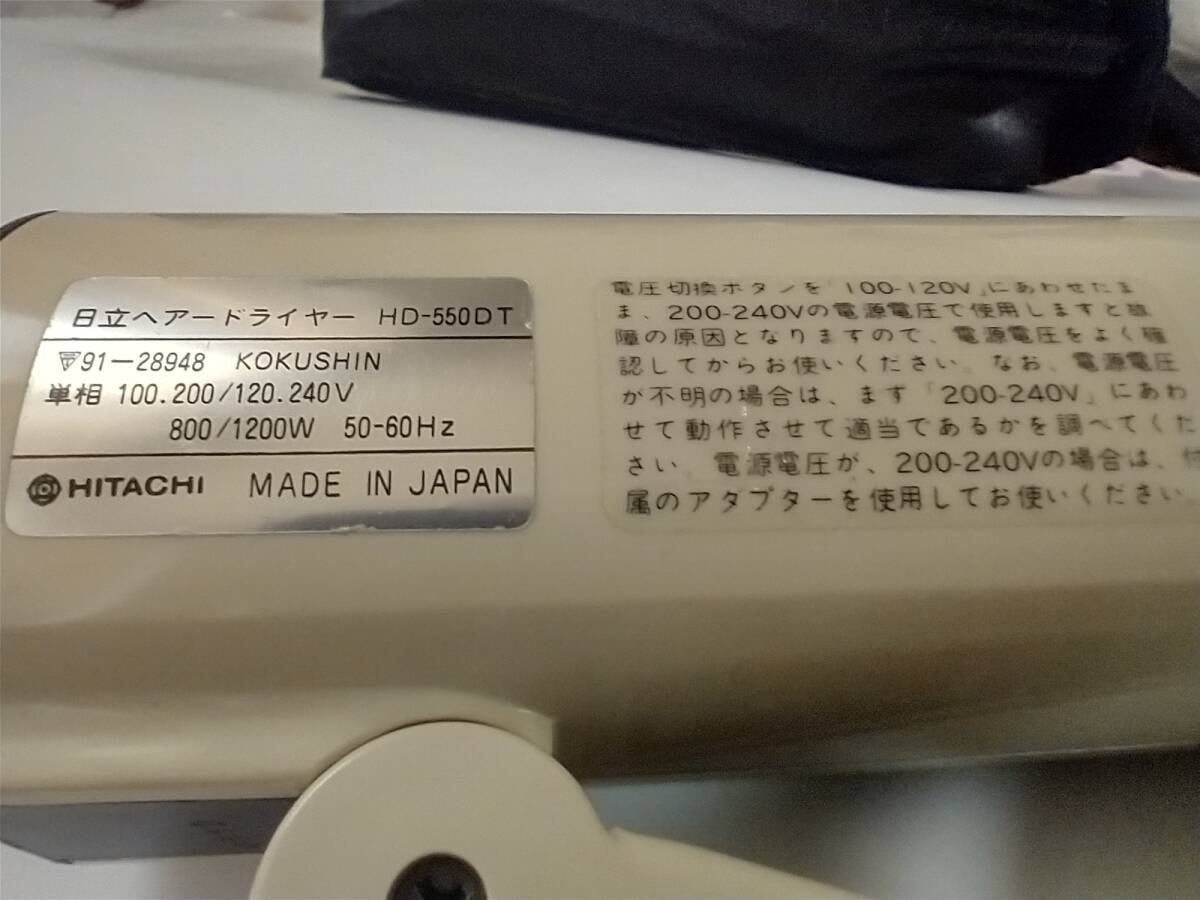 日立ヘアードライヤー HD-550DT
91-28948 KOKUSHIN
単相 100.200/120.240V
800/1200W 50-60Hz
HITACHI MADE IN JAPAN
電圧切換ボタンを「100-120V」にあわせたま
ま、200-240Vの電源電圧で使用しますと故
障の原因となりますので、電源電圧をよく確
認してからお使いください。なお、電源電圧
が不明の場合は、まず「200-240V」にあわ
せて動作させて適当であるかを調べてくだ
さい。電源電圧が、200-240Vの場合は、付
属のアタプターを使用してお使いください。